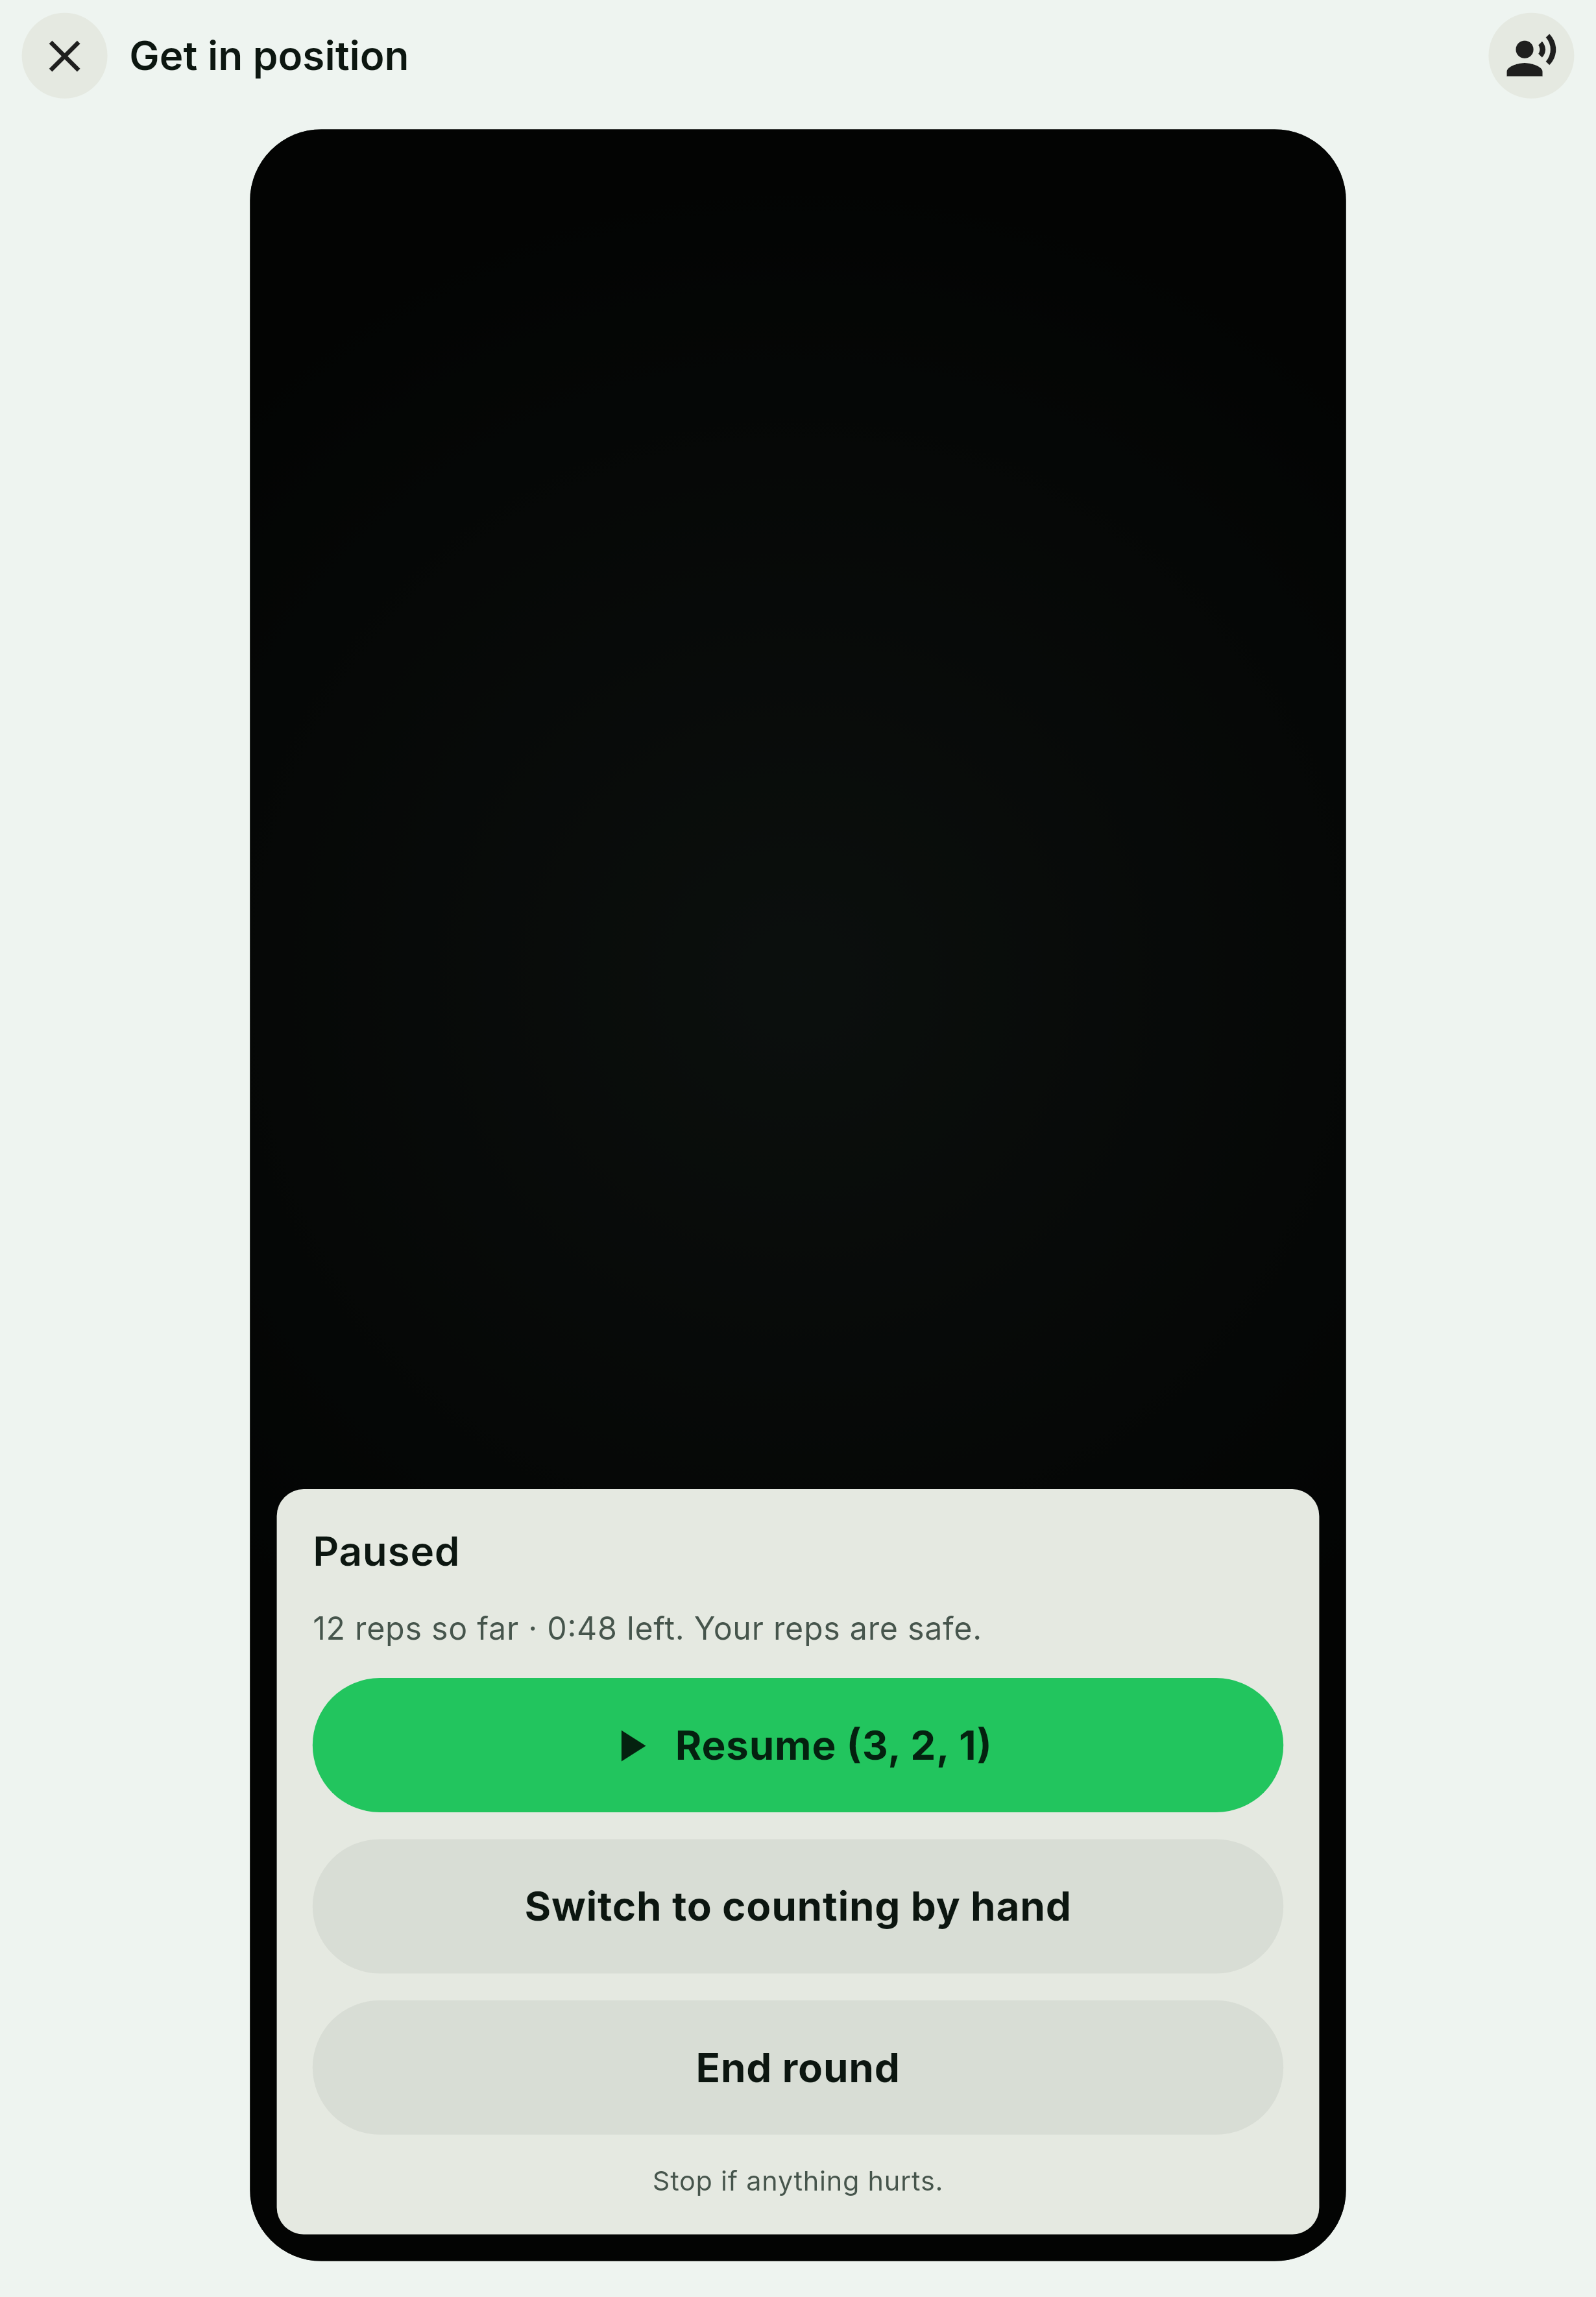 Get in position
Paused
12 reps so far · 0:48 left. Your reps are safe.
Resume (3, 2, 1)
Switch to counting by hand
End round
Stop if anything hurts.